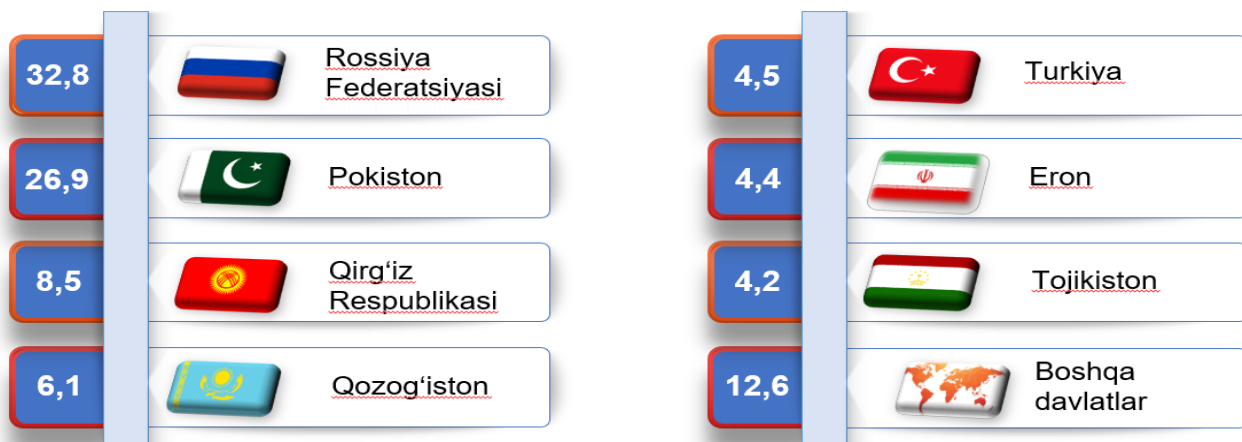 32,8
Rossiya
Federatsiyasi
26,9
Pokiston
8,5
Qirg‘iz
Respublikasi
6,1
Qozog‘iston
4,5
Turkiya
4,4
Eron
4,2
Tojikiston
12,6
Boshqa
davlatlar